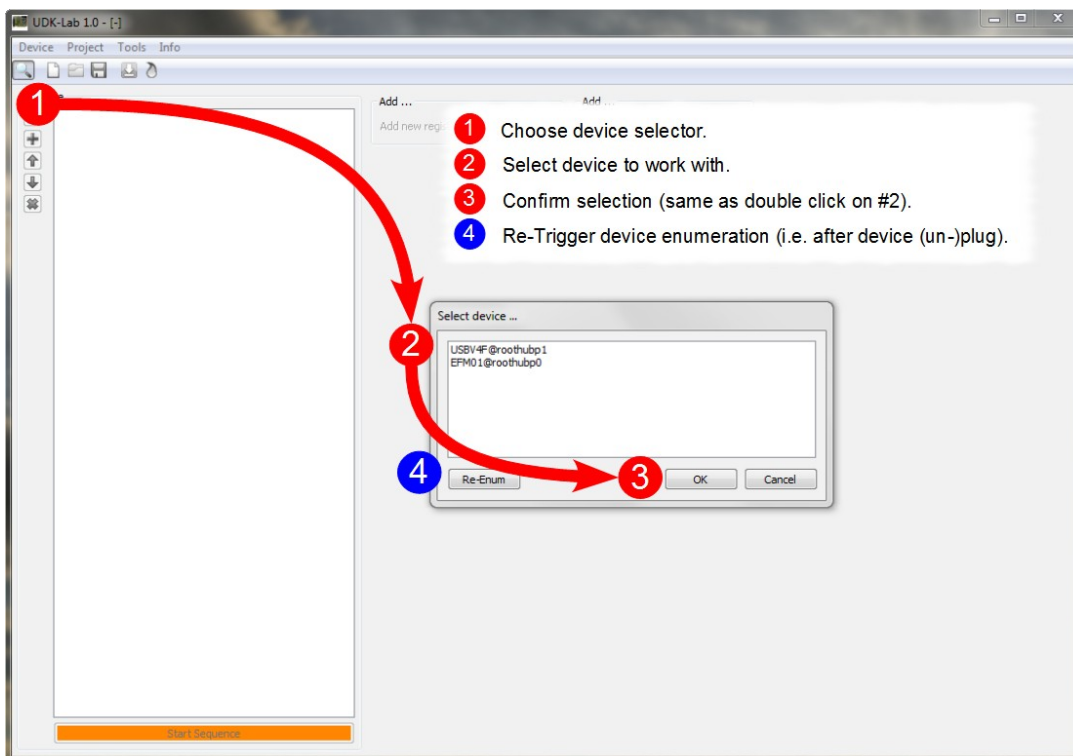 UDK-Lab 1.0 - [-]
Device Project Tools Info
1
Add ...
Add ...
Add new regi
1 Choose device selector.
2 Select device to work with.
3 Confirm selection (same as double click on #2).
4 Re-Trigger device enumeration (i.e. after device (un-)plug).
Select device ...
2
USBV4F@roothubp1
EFM01@roothubp0
4
Re-Enum
3
OK
Cancel
Start Sequence